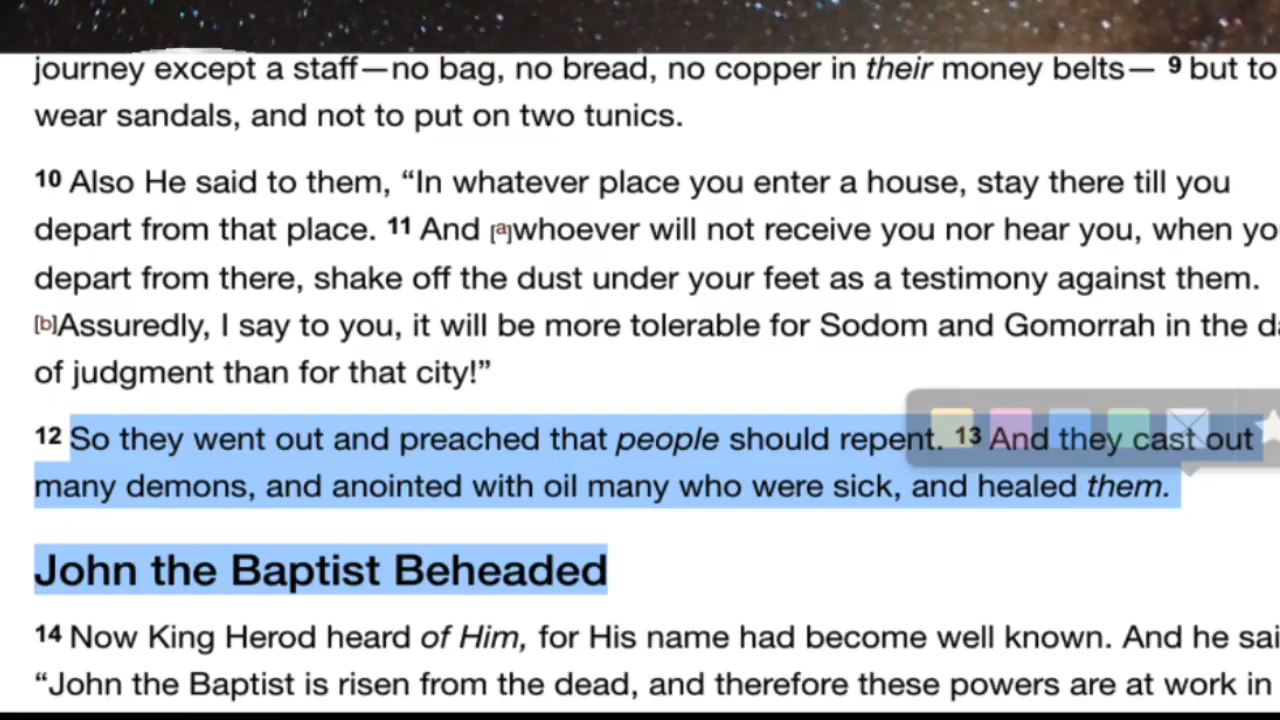 journey except a staff—no bag, no bread, no copper in their money belts— 9 but to
wear sandals, and not to put on two tunics.
10 Also He said to them, “In whatever place you enter a house, stay there till you
depart from that place. 11 And [a]whoever will not receive you nor hear you, when yo
depart from there, shake off the dust under your feet as a testimony against them.
[b]Assuredly, I say to you, it will be more tolerable for Sodom and Gomorrah in the da
of judgment than for that city!”
12 So they went out and preached that people should repent. 13 And they cast out
many demons, and anointed with oil many who were sick, and healed them.
John the Baptist Beheaded
14 Now King Herod heard of Him, for His name had become well known. And he sai
“John the Baptist is risen from the dead, and therefore these powers are at work in